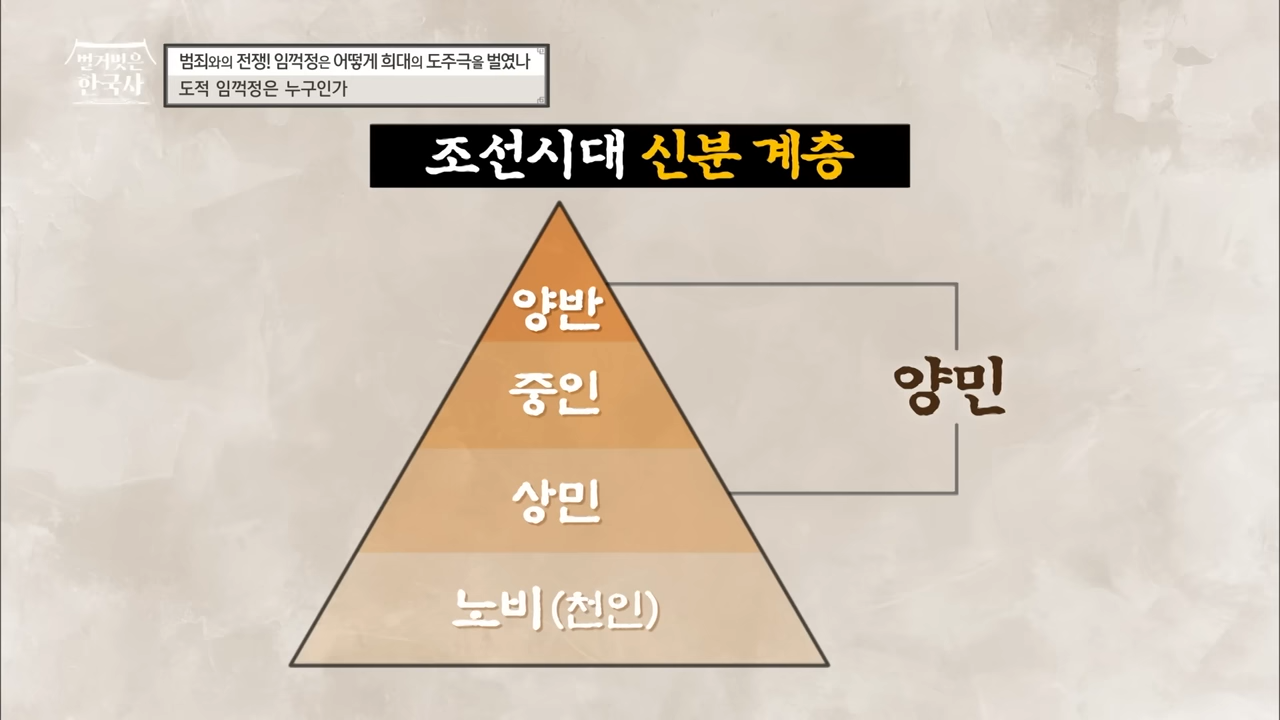 벌거벗은
한국사
범죄와의 전쟁! 임꺽정은 어떻게 희대의 도주극을 벌였나
도적 임꺽정은 누구인가
조선시대 신분 계층
양반
중인
양민
상민
노비(천인)